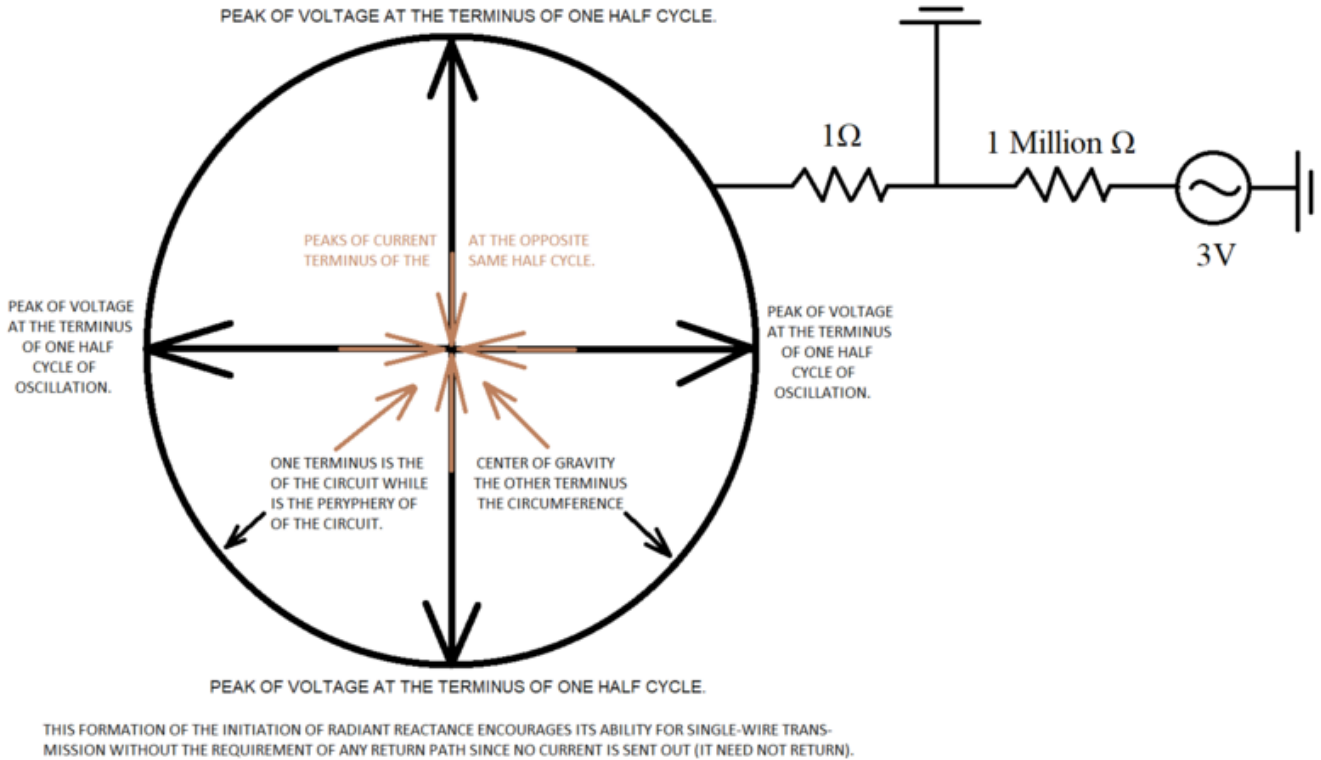 PEAK OF VOLTAGE AT THE TERMINUS OF ONE HALF CYCLE.
1Ω
1 Million Ω
3V
PEAKS OF CURRENT AT THE OPPOSITE
TERMINUS OF THE SAME HALF CYCLE.
PEAK OF VOLTAGE
AT THE TERMINUS
OF ONE HALF
CYCLE OF
OSCILLATION.
PEAK OF VOLTAGE
AT THE TERMINUS
OF ONE HALF
CYCLE OF
OSCILLATION.
ONE TERMINUS IS THE CENTER OF GRAVITY
OF THE CIRCUIT WHILE THE OTHER TERMINUS
IS THE PERYPHERY OF THE CIRCUMFERENCE
OF THE CIRCUIT.
PEAK OF VOLTAGE AT THE TERMINUS OF ONE HALF CYCLE.
THIS FORMATION OF THE INITIATION OF RADIANT REACTANCE ENCOURAGES ITS ABILITY FOR SINGLE-WIRE TRANS-
MISSION WITHOUT THE REQUIREMENT OF ANY RETURN PATH SINCE NO CURRENT IS SENT OUT (IT NEED NOT RETURN).